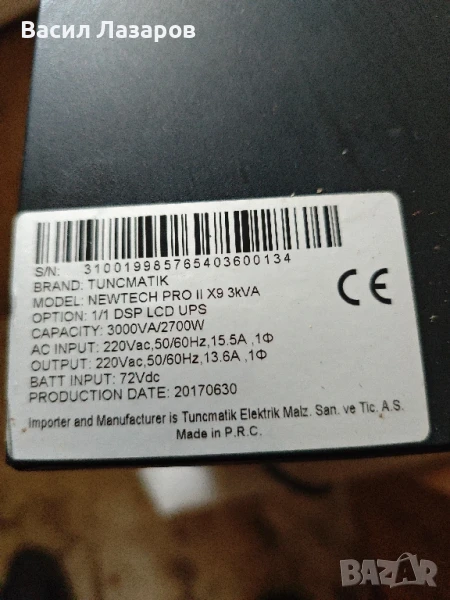 Васил Лазаров
S/N: 310019985765403600134
BRAND: TUNCMATIK
MODEL: NEWTECH PRO II X9 3kVA
OPTION: 1/1 DSP LCD UPS
CAPACITY: 3000VA/2700W
AC INPUT: 220Vac,50/60Hz,15.5A ,1Φ
OUTPUT: 220Vac,50/60Hz,13.6A ,1Φ
BATT INPUT: 72Vdc
PRODUCTION DATE: 20170630
Importer and Manufacturer is Tuncmatik Elektrik Malz. San. ve Tic. A.S.
Made in P.R.C.
CE
BAZAR